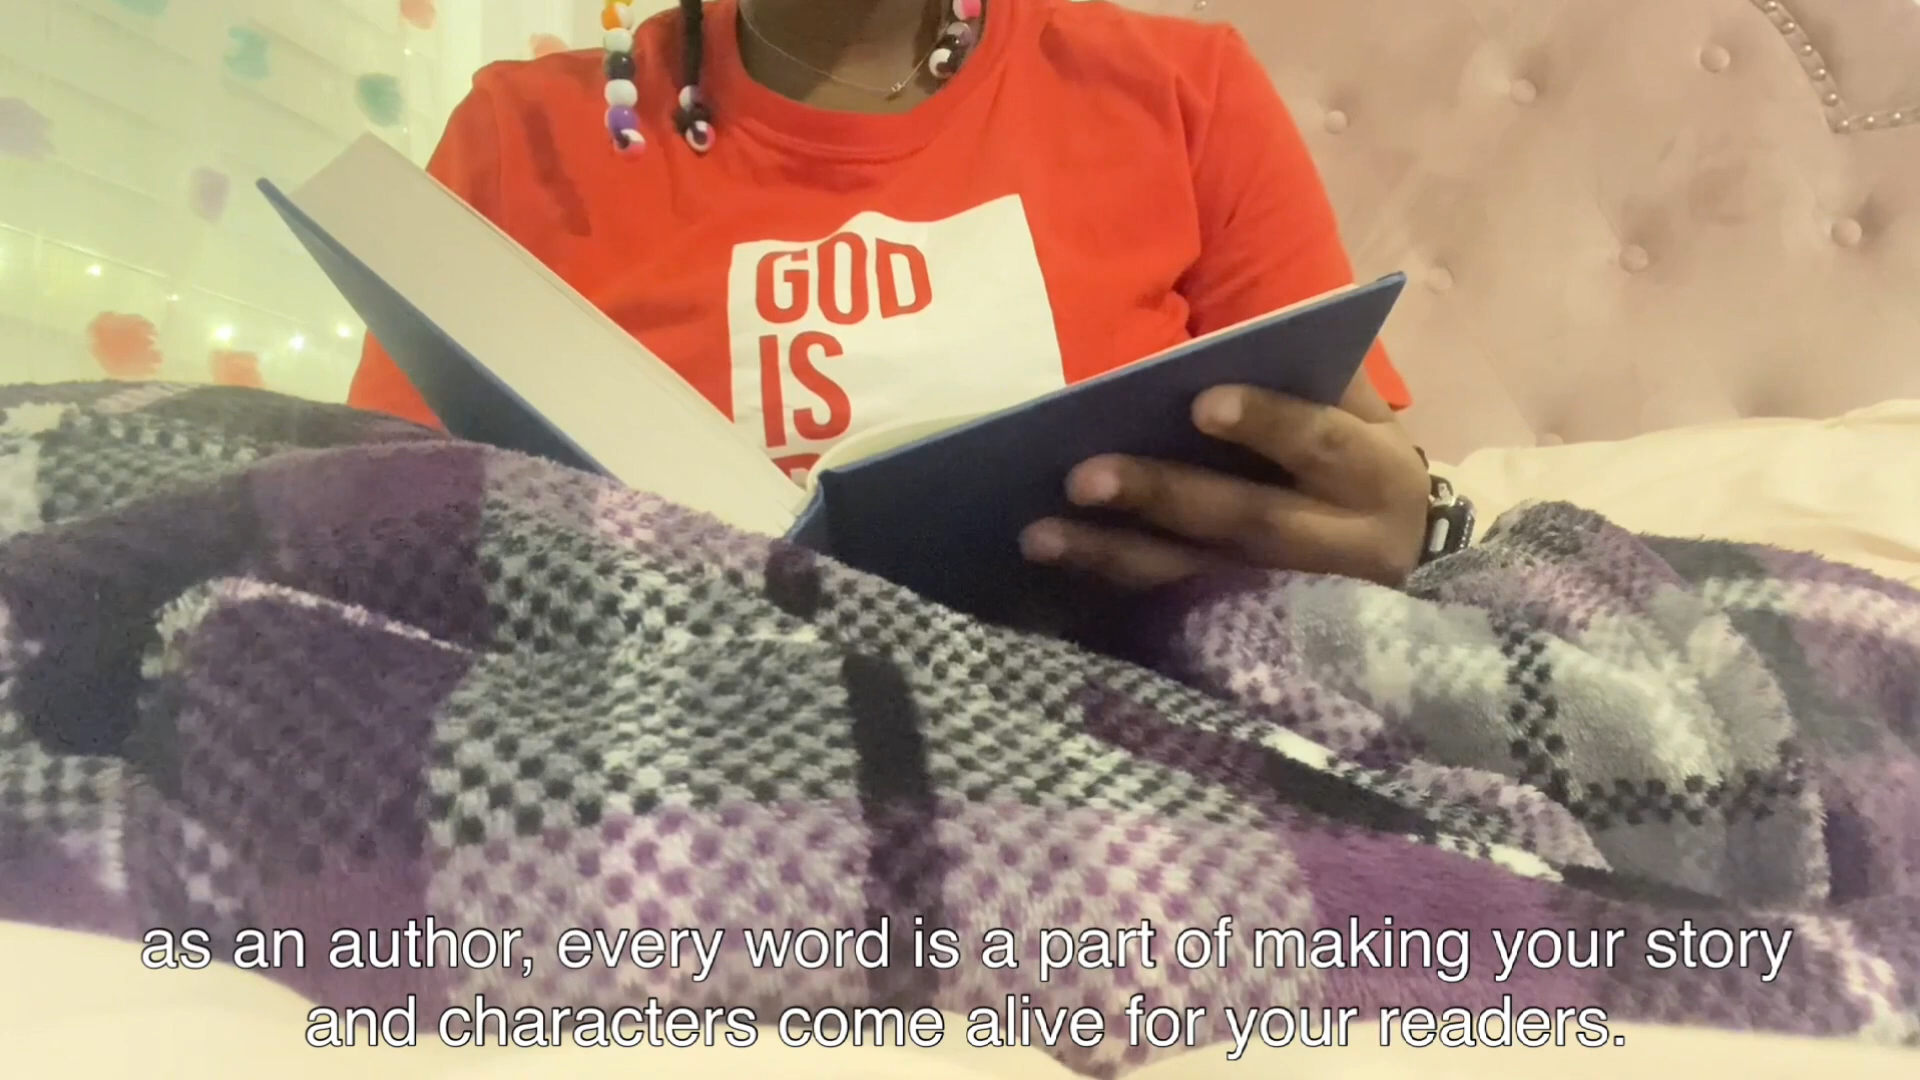 GOD
IS
as an author, every word is a part of making your story
and characters come alive for your readers.